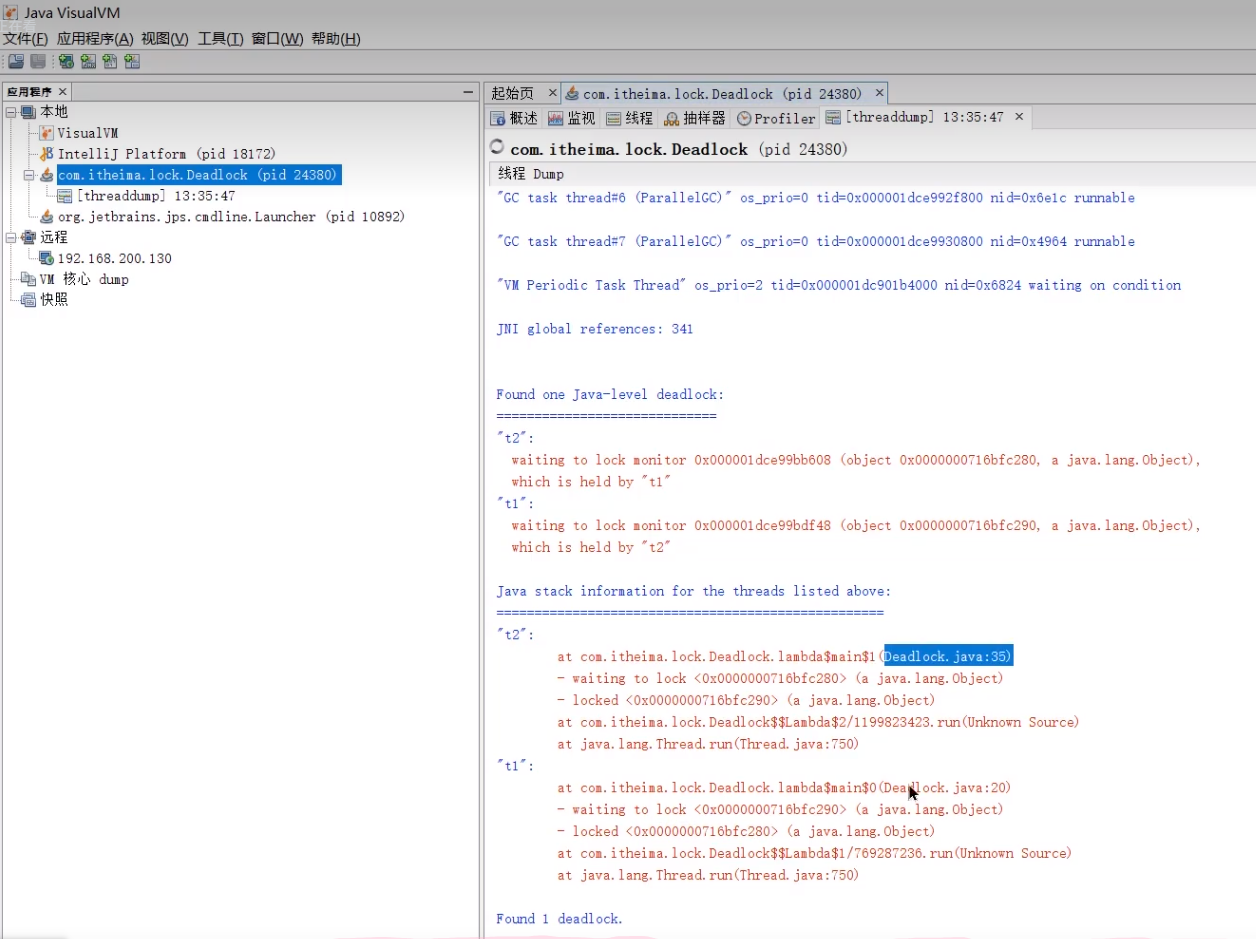 Java VisualVM
文件(F) 应用程序(A) 视图(V) 工具(T) 窗口(W) 帮助(H)
应用程序
本地
VisualVM
IntelliJ Platform (pid 18172)
com.itheima.lock.Deadlock (pid 24380)
[threaddump] 13:35:47
org.jetbrains.jps.cmdline.Launcher (pid 10892)
远程
192.168.200.130
VM 核心 dump
快照
起始页 com.itheima.lock.Deadlock (pid 24380)
概述 监视 线程 抽样器 Profiler [threaddump] 13:35:47
com.itheima.lock.Deadlock (pid 24380)
线程 Dump
"GC task thread#6 (ParallelGC)" os_prio=0 tid=0x000001dce992f800 nid=0x6e1c runnable
"GC task thread#7 (ParallelGC)" os_prio=0 tid=0x000001dce9930800 nid=0x4964 runnable
"VM Periodic Task Thread" os_prio=2 tid=0x000001dc901b4000 nid=0x6824 waiting on condition
JNI global references: 341
Found one Java-level deadlock:
=============================
"t2":
waiting to lock monitor 0x000001dce99bb608 (object 0x0000000716bfc280, a java.lang.Object),
which is held by "t1"
"t1":
waiting to lock monitor 0x000001dce99bdf48 (object 0x0000000716bfc290, a java.lang.Object),
which is held by "t2"
Java stack information for the threads listed above:
===================================================
"t2":
at com.itheima.lock.Deadlock.lambda$main$1(Deadlock.java:35)
- waiting to lock <0x0000000716bfc280> (a java.lang.Object)
- locked <0x0000000716bfc290> (a java.lang.Object)
at com.itheima.lock.Deadlock$$Lambda$2/1199823423.run(Unknown Source)
at java.lang.Thread.run(Thread.java:750)
"t1":
at com.itheima.lock.Deadlock.lambda$main$0(Deadlock.java:20)
- waiting to lock <0x0000000716bfc290> (a java.lang.Object)
- locked <0x0000000716bfc280> (a java.lang.Object)
at com.itheima.lock.Deadlock$$Lambda$1/769287236.run(Unknown Source)
at java.lang.Thread.run(Thread.java:750)
Found 1 deadlock.